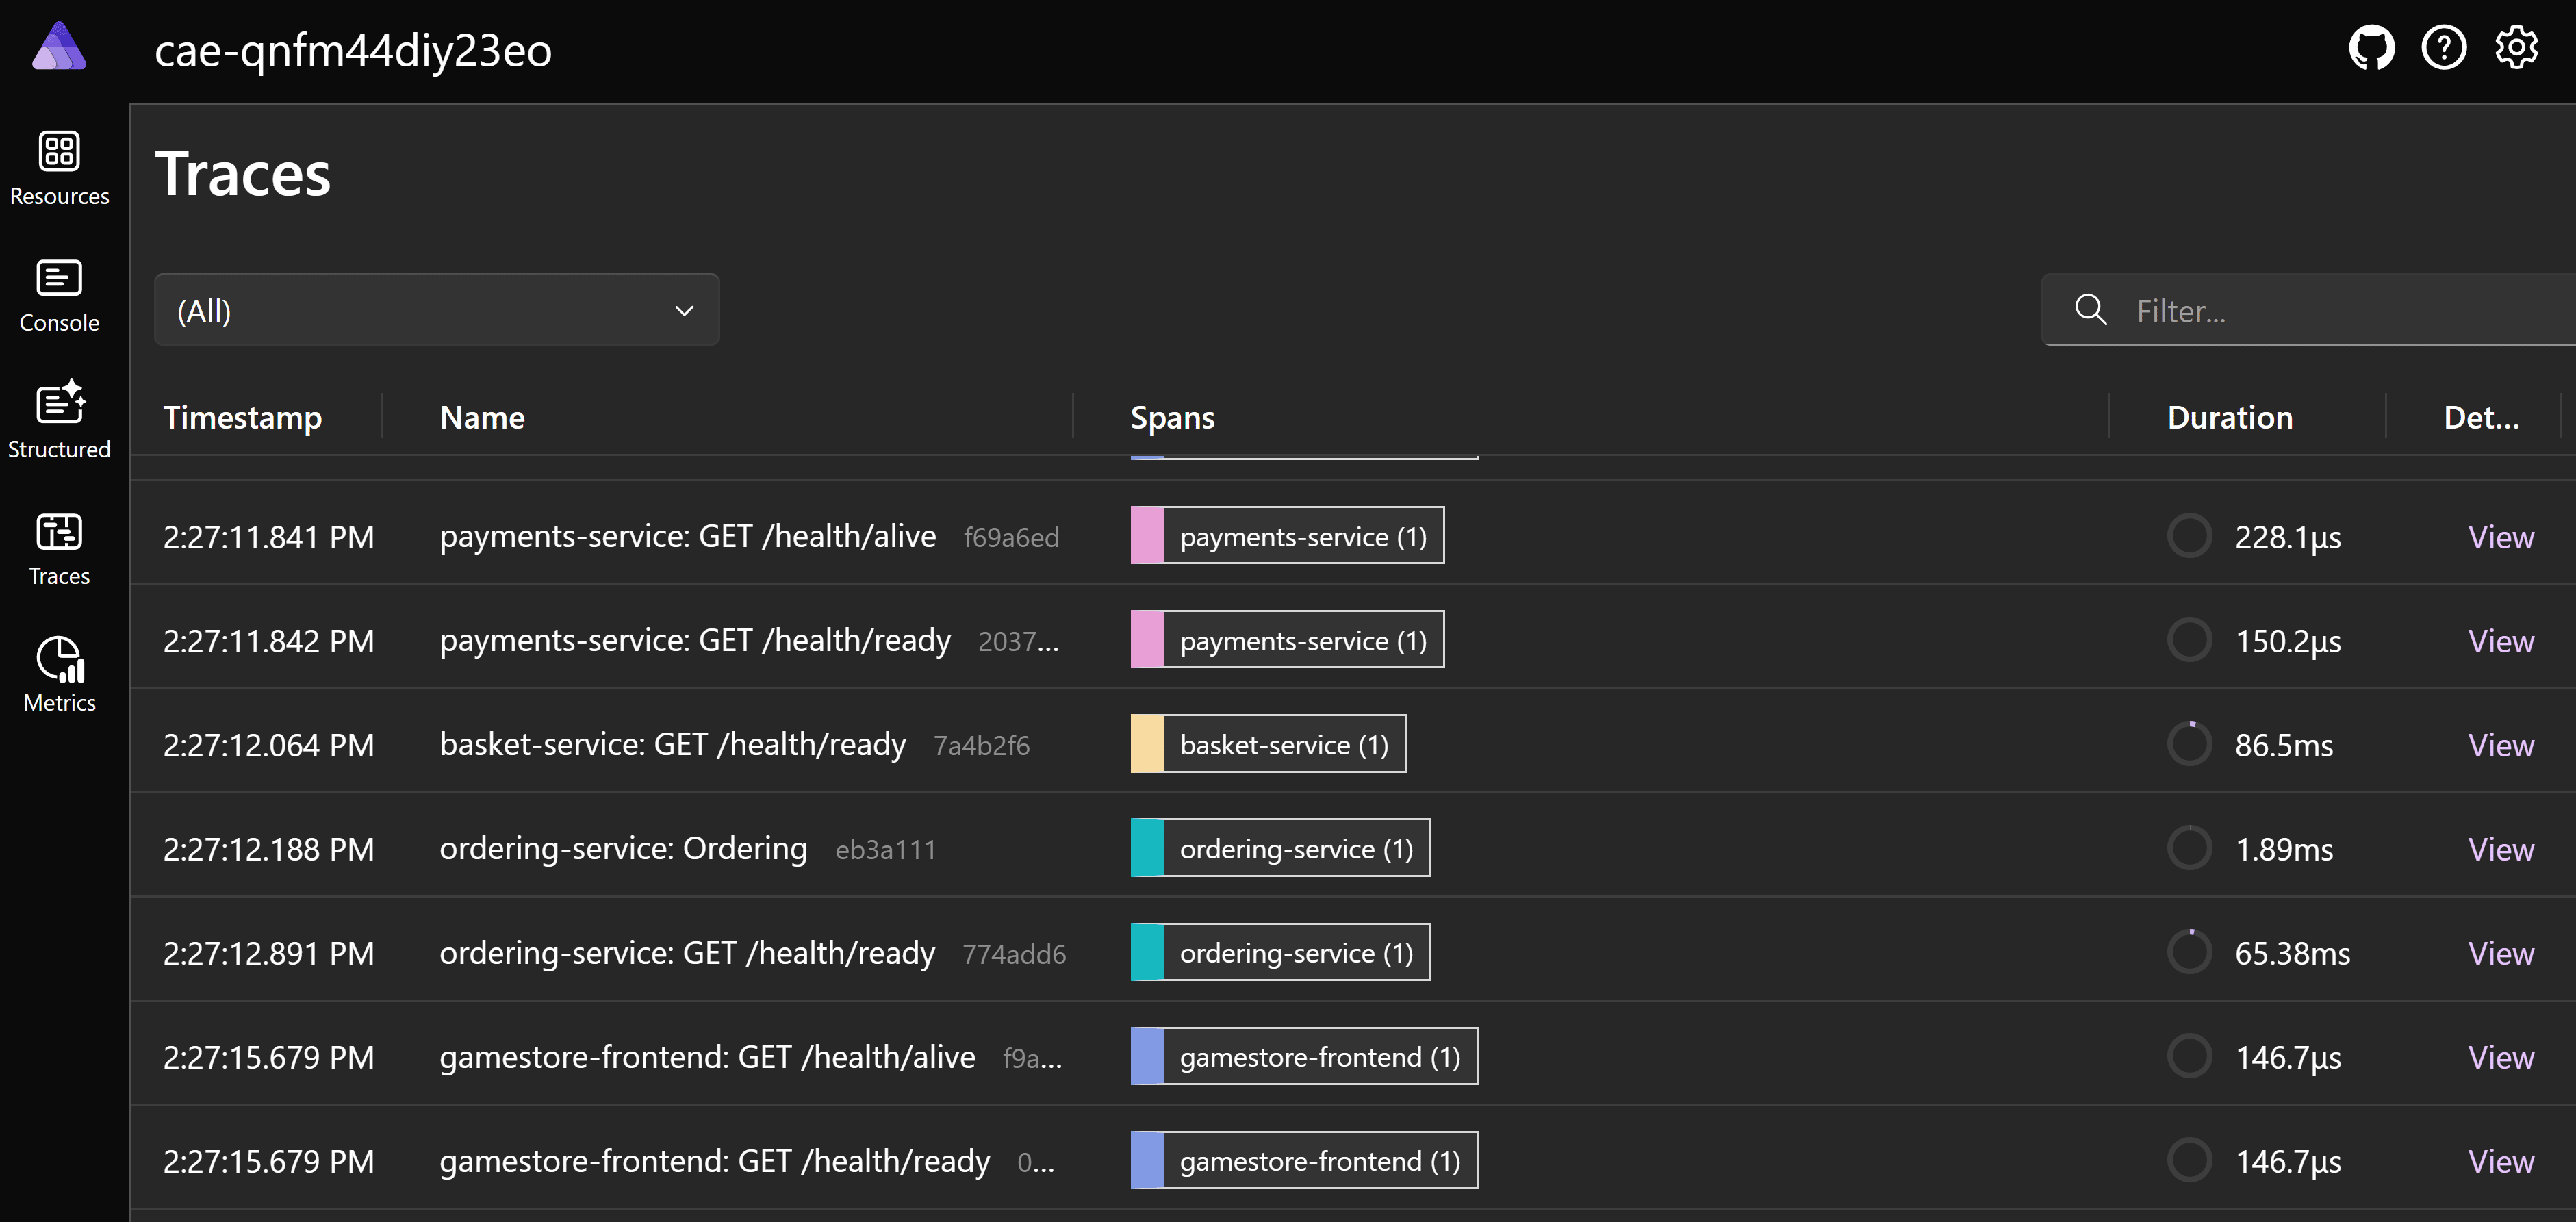 cae-qnfm44diy23eo
Resources
Console
Structured
Traces
Metrics
Traces
(All)
Filter...
Timestamp Name Spans Duration Det...
2:27:11.841 PM payments-service: GET /health/alive f69a6ed payments-service (1) 228.1µs View
2:27:11.842 PM payments-service: GET /health/ready 2037... payments-service (1) 150.2µs View
2:27:12.064 PM basket-service: GET /health/ready 7a4b2f6 basket-service (1) 86.5ms View
2:27:12.188 PM ordering-service: Ordering eb3a111 ordering-service (1) 1.89ms View
2:27:12.891 PM ordering-service: GET /health/ready 774add6 ordering-service (1) 65.38ms View
2:27:15.679 PM gamestore-frontend: GET /health/alive f9a... gamestore-frontend (1) 146.7µs View
2:27:15.679 PM gamestore-frontend: GET /health/ready 0... gamestore-frontend (1) 146.7µs View